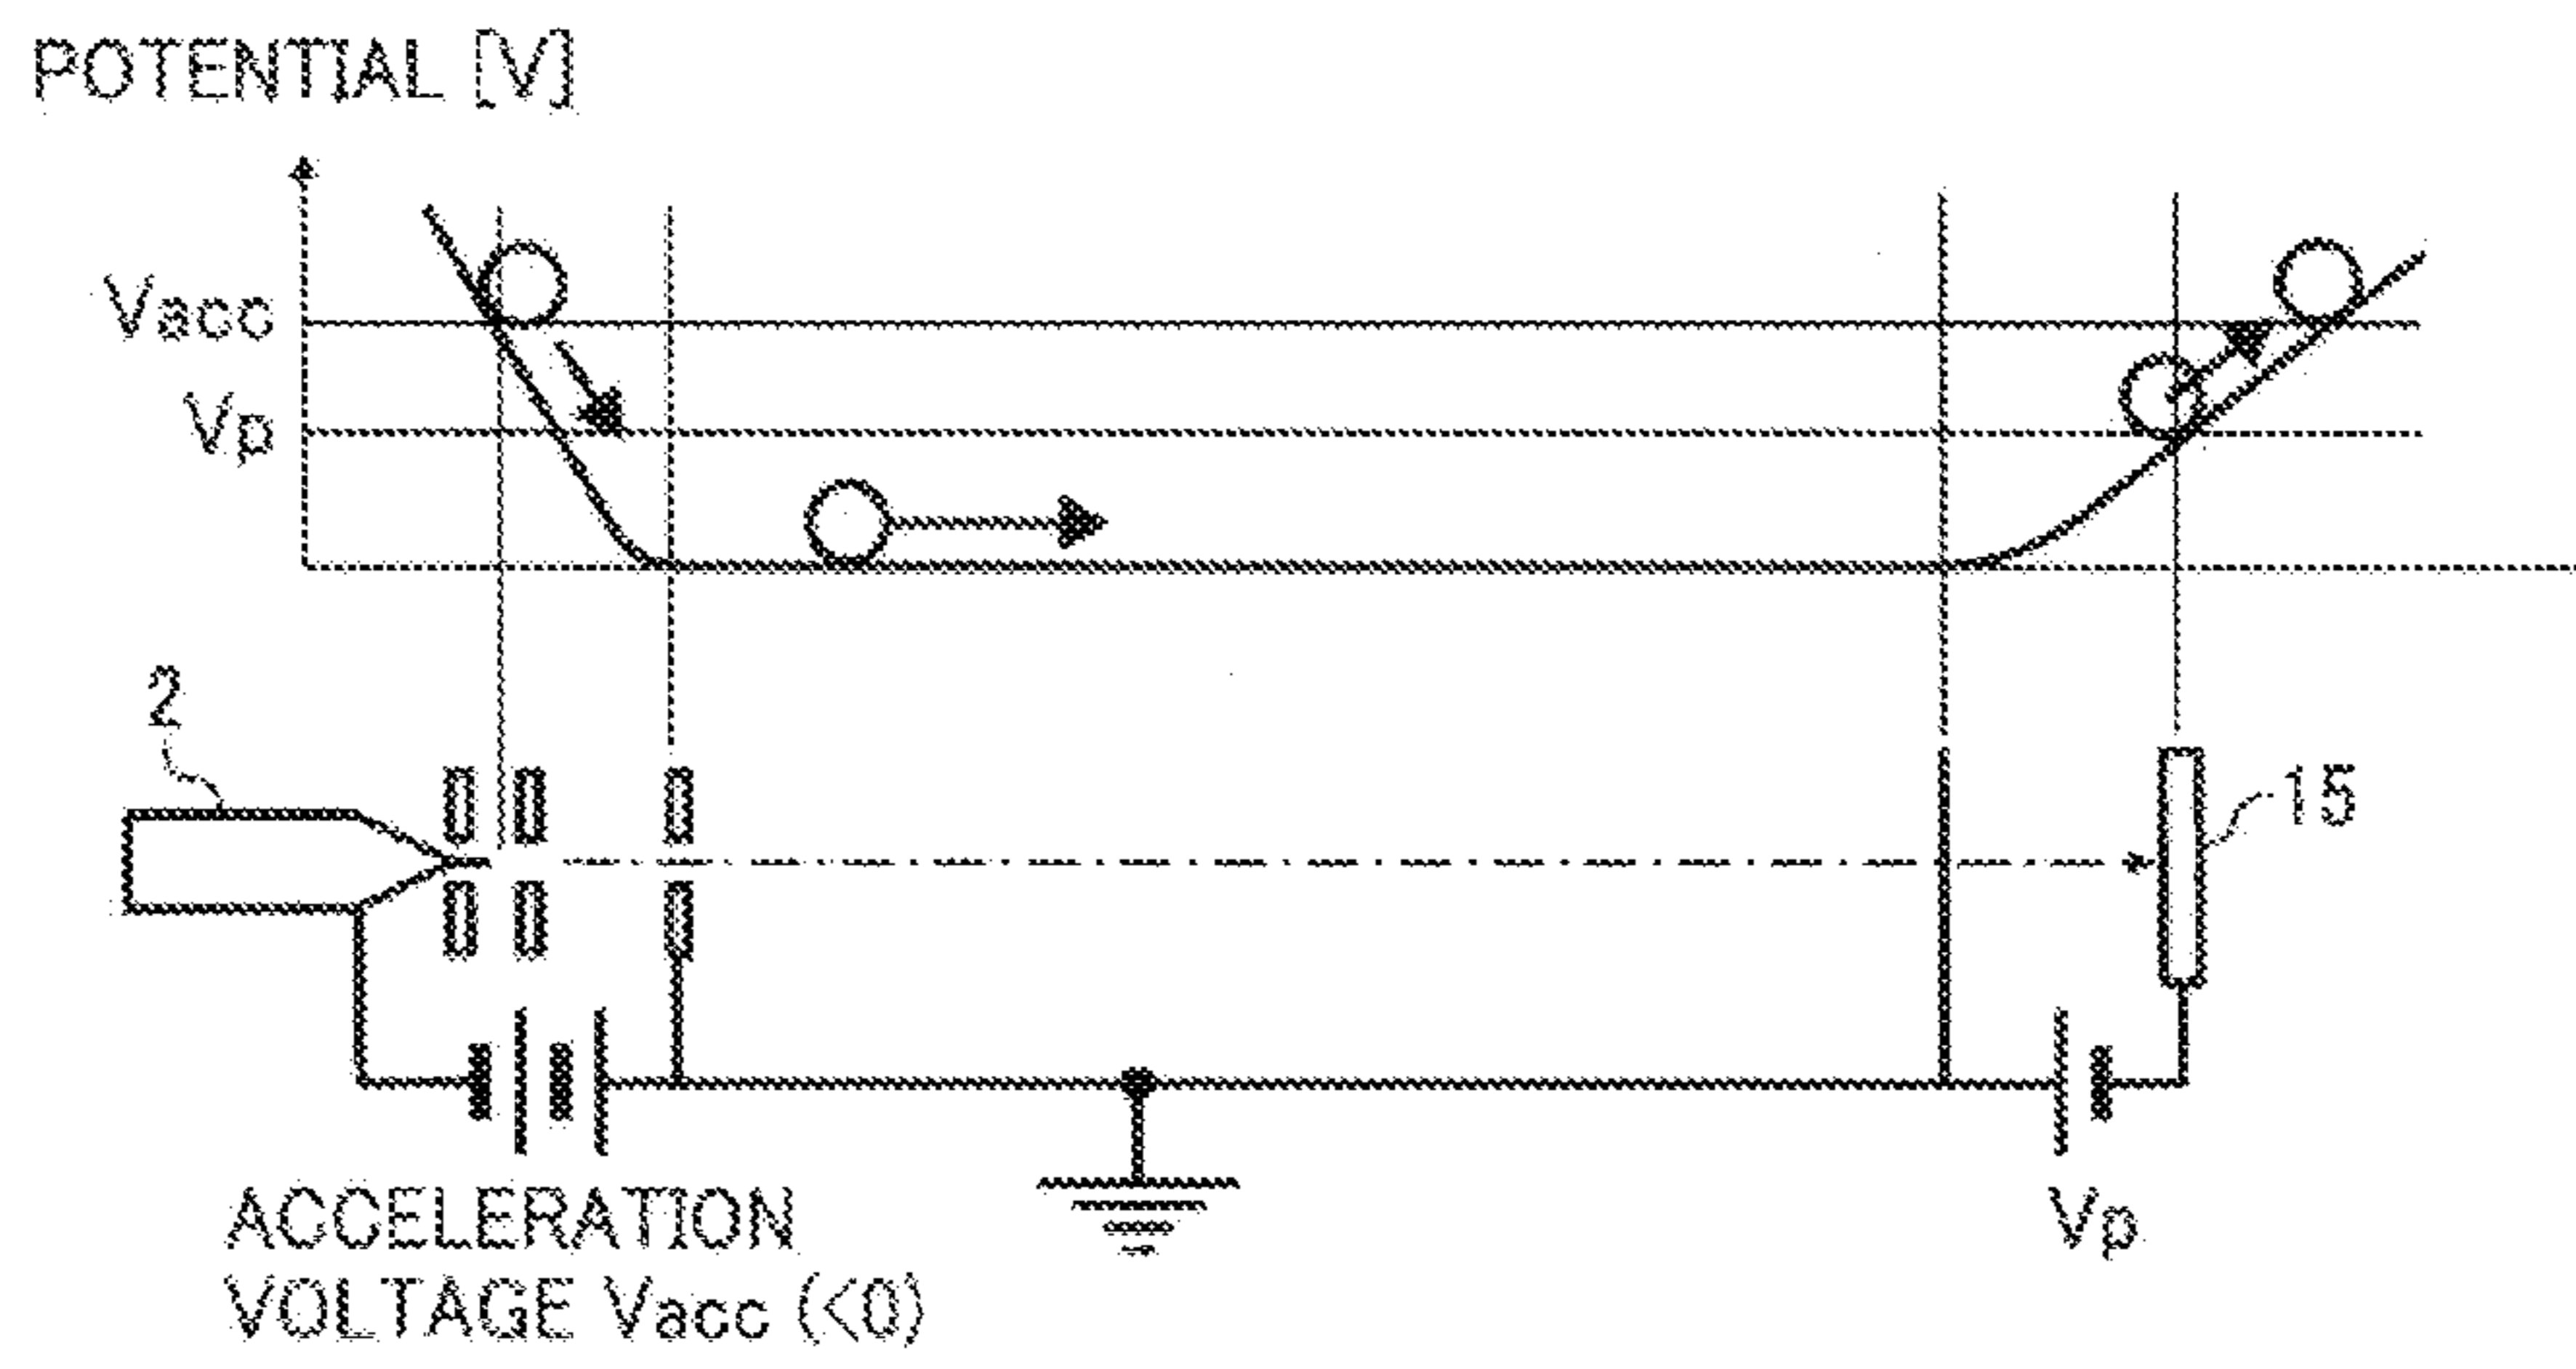 POTENTIAL [V]
Vacc
Vp
2
15
ACCELERATION
VOLTAGE Vacc (<0)
Vp